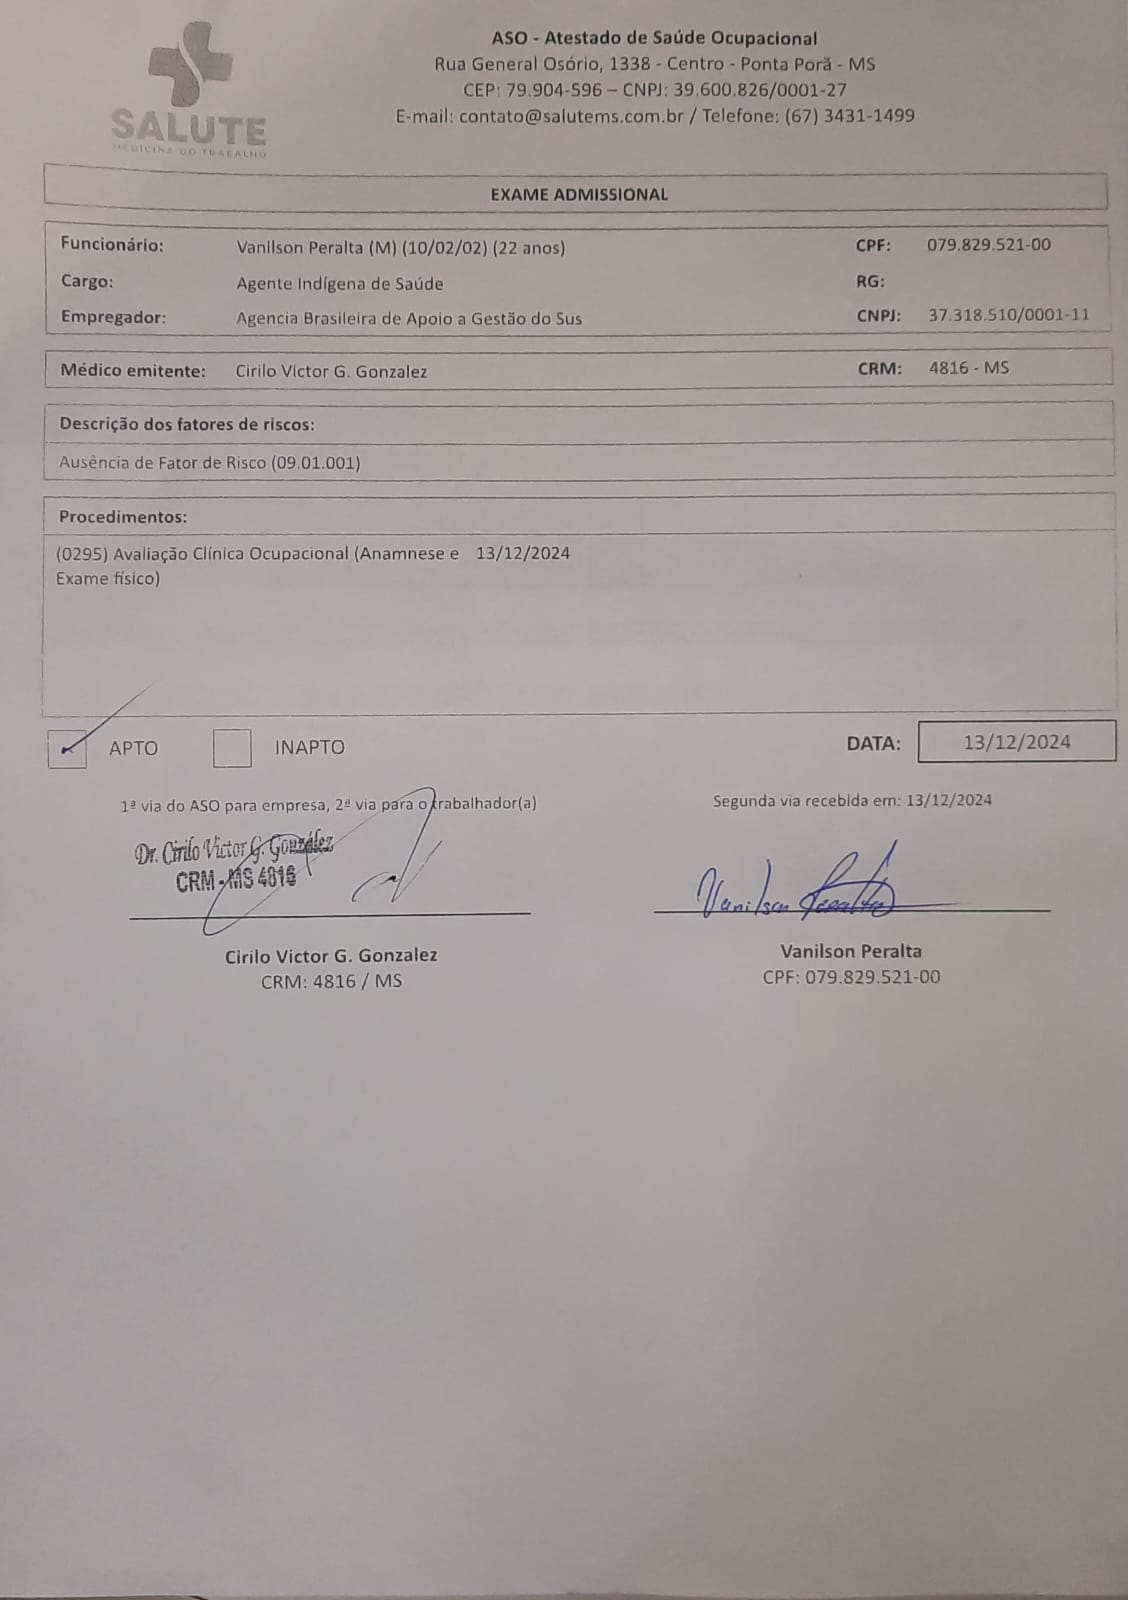 SALUTE
MEDICINA DO TRABALHO
ASO - Atestado de Saúde Ocupacional
Rua General Osório, 1338 - Centro - Ponta Porã - MS
CEP: 79.904-596 – CNPJ: 39.600.826/0001-27
E-mail: contato@salutems.com.br / Telefone: (67) 3431-1499
EXAME ADMISSIONAL
Funcionário: Vanilson Peralta (M) (10/02/02) (22 anos) CPF: 079.829.521-00
Cargo: Agente Indígena de Saúde RG:
Empregador: Agencia Brasileira de Apoio a Gestão do Sus CNPJ: 37.318.510/0001-11
Médico emitente: Cirilo Victor G. Gonzalez CRM: 4816 - MS
Descrição dos fatores de riscos:
Ausência de Fator de Risco (09.01.001)
Procedimentos:
(0295) Avaliação Clínica Ocupacional (Anamnese e 13/12/2024
Exame físico)
APTO INAPTO DATA: 13/12/2024
1ª via do ASO para empresa, 2ª via para o trabalhador(a) Segunda via recebida em: 13/12/2024
Dr. Cirilo Victor G. González
CRM - MS 4816
Vanilson Peralta
Cirilo Victor G. Gonzalez Vanilson Peralta
CRM: 4816 / MS CPF: 079.829.521-00